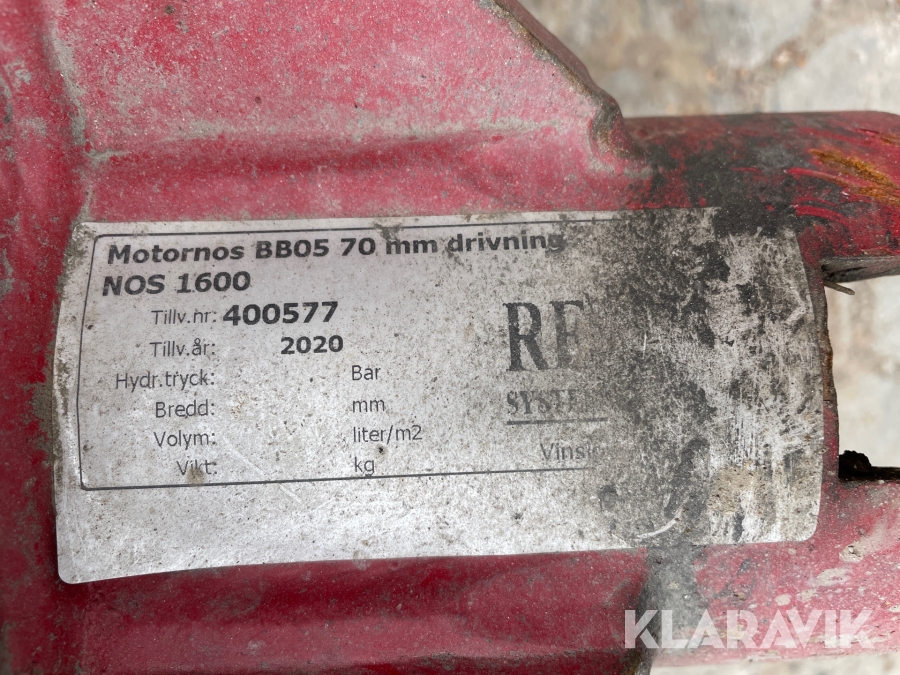 Motornos BB05 70 mm drivning
NOS 1600
Tillv.nr: 400577
Tillv.år: 2020
Hydr.tryck: Bar
Bredd: mm
Volym: liter/m2
Vikt: kg
KLARAVIK